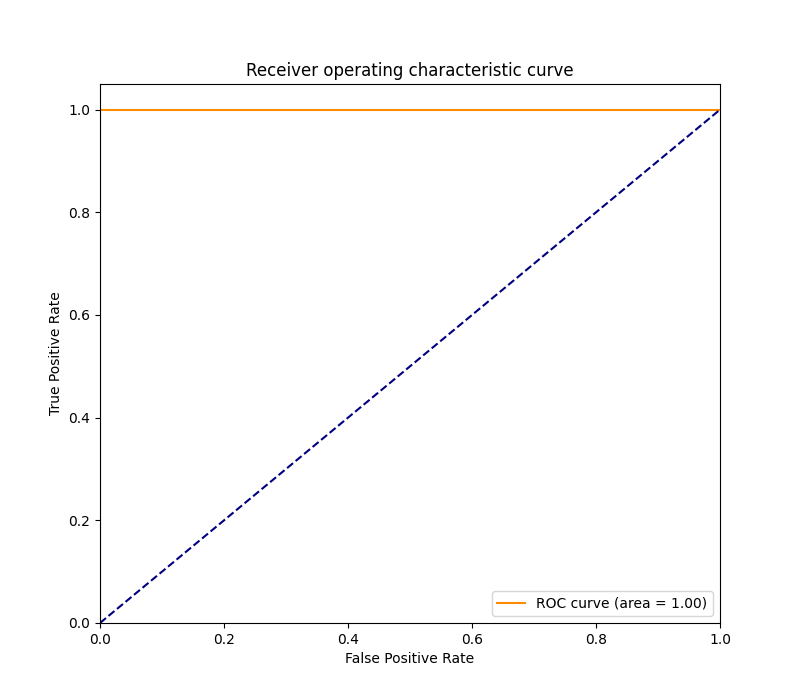 Receiver operating characteristic curve
1.0
0.8
0.6
0.4
0.2
0.0
True Positive Rate
ROC curve (area = 1.00)
0.0 0.2 0.4 0.6 0.8 1.0
False Positive Rate